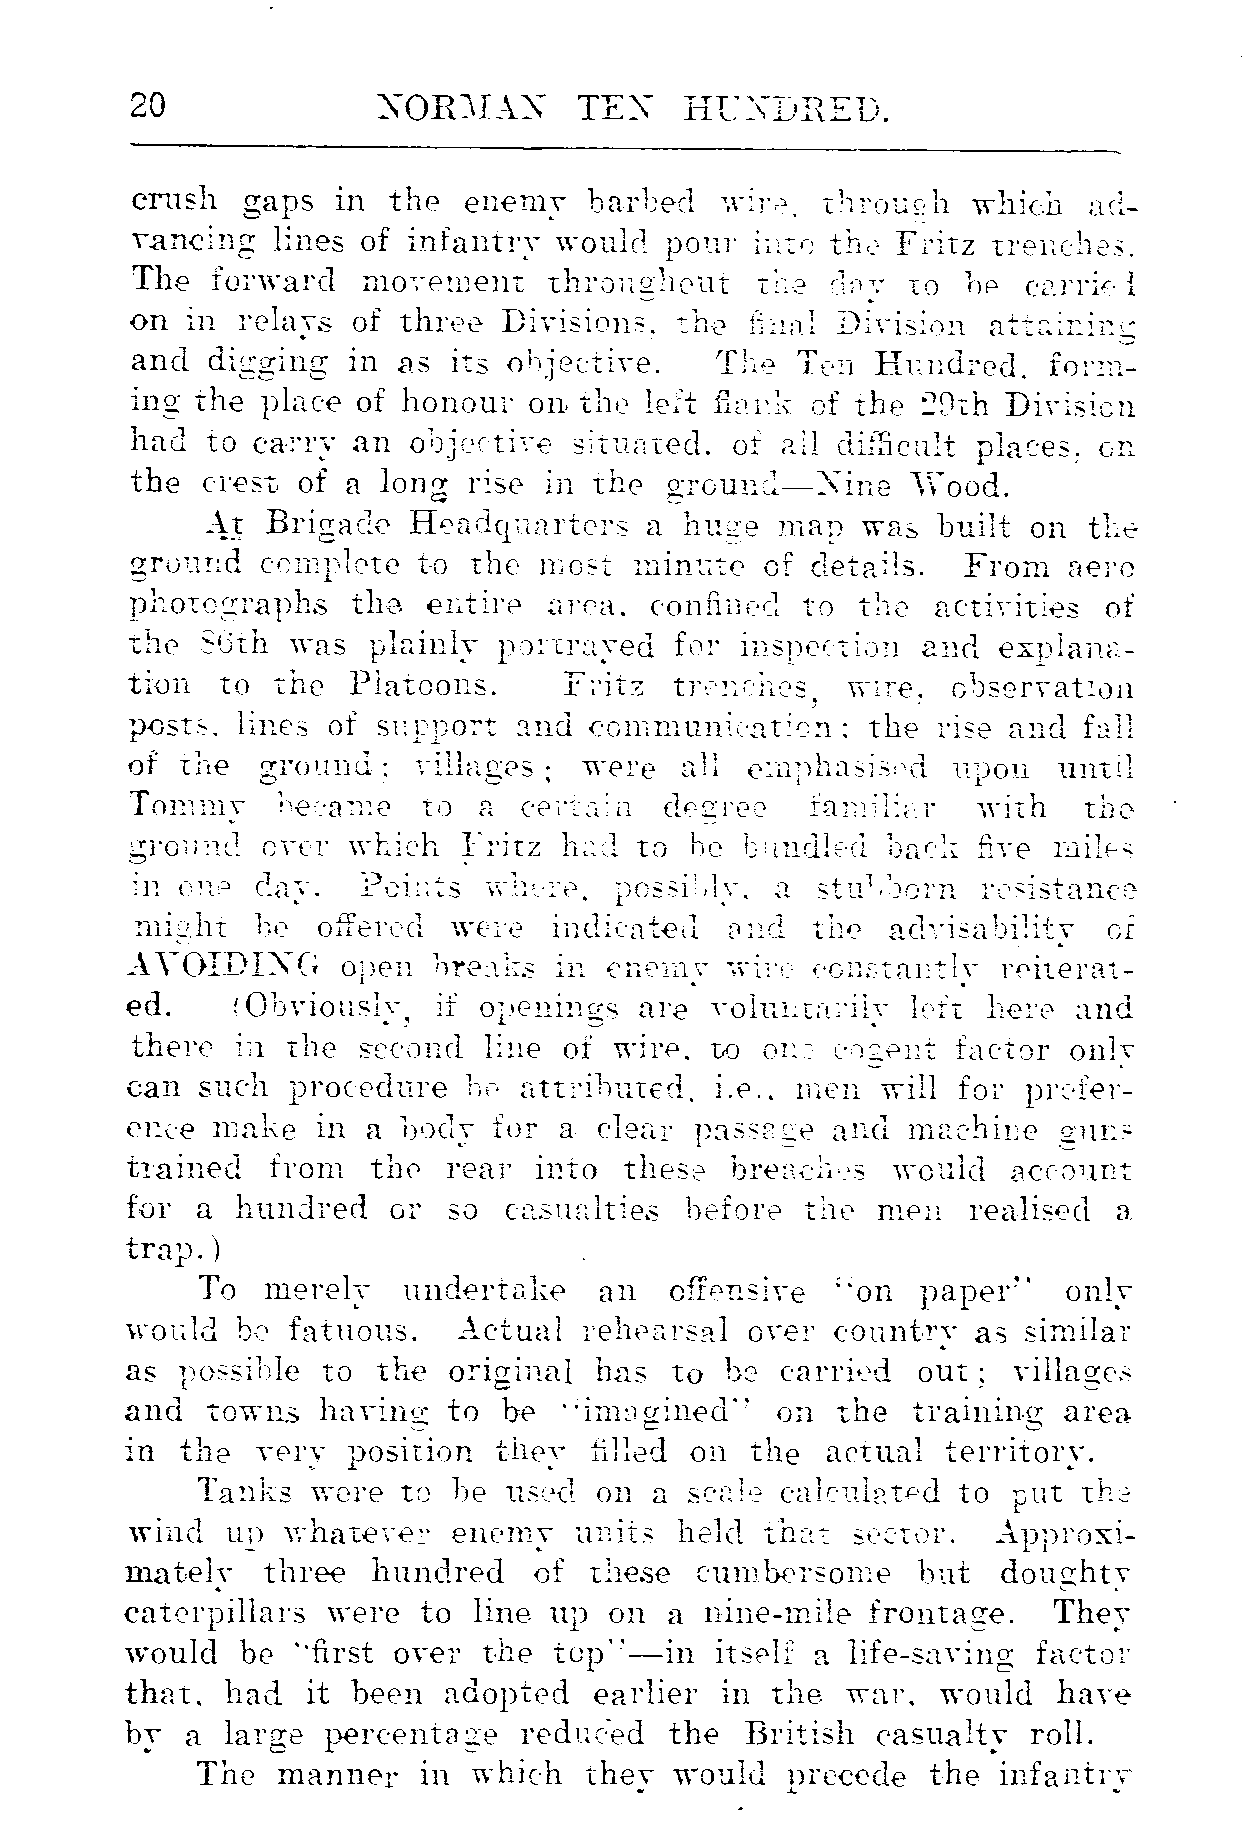 20 NORMAN TEN HUNDRED.
crush gaps in the enemy barbed wire, through which ad-
vancing lines of infantry would pour into the Fritz trenches.
The forward movement throughout the day to be carried
on in relays of three Divisions, the final Division attaining
and digging in as its objective. The Ten Hundred, form-
ing the place of honour on the left flank of the 29th Division
had to carry an objective situated, of all difficult places, on
the crest of a long rise in the ground—Nine Wood.
At Brigade Headquarters a huge map was built on the
ground complete to the most minute of details. From aero
photographs the entire area, confined to the activities of
the 86th was plainly portrayed for inspection and explana-
tion to the Platoons. Fritz trenches, wire, observation
posts, lines of support and communication; the rise and fall
of the ground; villages; were all emphasised upon until
Tommy became to a certain degree familiar with the
ground over which Fritz had to be bundled back five miles
in one day. Points where, possibly, a stubborn resistance
might be offered were indicated and the advisability of
AVOIDING open breaks in enemy wire constantly reiterat-
ed. (Obviously, if openings are voluntarily left here and
there in the second line of wire, to one cogent factor only
can such procedure be attributed, i.e., men will for prefer-
ence make in a body for a clear passage and machine guns
trained from the rear into these breaches would account
for a hundred or so casualties before the men realised a
trap.)
To merely undertake an offensive "on paper" only
would be fatuous. Actual rehearsal over country as similar
as possible to the original has to be carried out; villages
and towns having to be "imagined" on the training area
in the very position they filled on the actual territory.
Tanks were to be used on a scale calculated to put the
wind up whatever enemy units held that sector. Approxi-
mately three hundred of these cumbersome but doughty
caterpillars were to line up on a nine-mile frontage. They
would be "first over the top"—in itself a life-saving factor
that, had it been adopted earlier in the war, would have
by a large percentage reduced the British casualty roll.
The manner in which they would precede the infantry